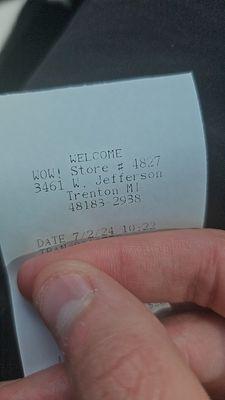 WELCOME
WOW! Store # 4827
3461 W. Jefferson
Trenton MI
48183-2938
DATE 7/2/24 10:22